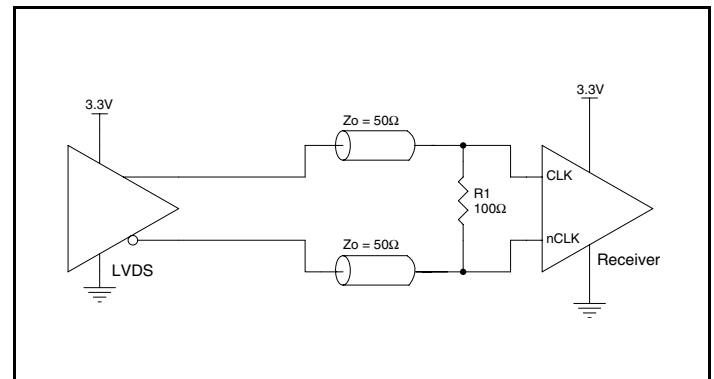 3.3V
3.3V
Zo = 50Ω
CLK
R1
100Ω
nCLK
Zo = 50Ω
Receiver
LVDS